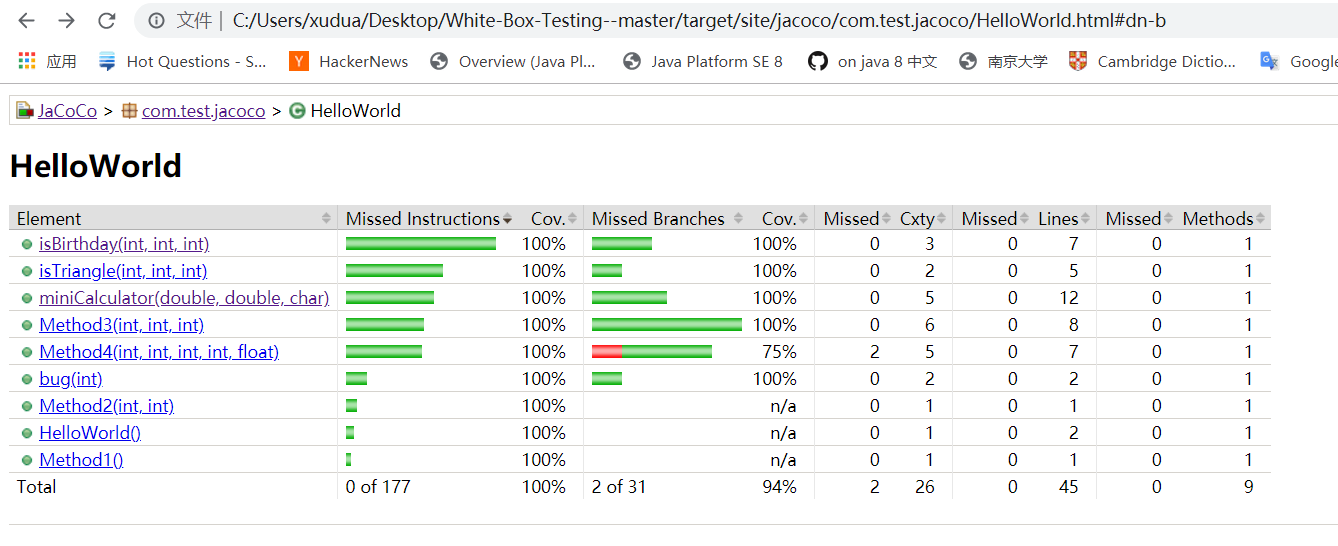 文件 | C:/Users/xudua/Desktop/White-Box-Testing--master/target/site/jacoco/com.test.jacoco/HelloWorld.html#dn-b
应用 Hot Questions - S... Y HackerNews Overview (Java Pl... Java Platform SE 8 on java 8 中文 南京大学 Cambridge Dictio... Google
JaCoCo > com.test.jacoco > C HelloWorld
HelloWorld
Element Missed Instructions Cov. Missed Branches Cov. Missed Cxty Missed Lines Missed Methods
isBirthday(int, int, int) 100% 100% 0 3 0 7 0 1
isTriangle(int, int, int) 100% 100% 0 2 0 5 0 1
miniCalculator(double, double, char) 100% 100% 0 5 0 12 0 1
Method3(int, int, int) 100% 100% 0 6 0 8 0 1
Method4(int, int, int, int, float) 100% 75% 2 5 0 7 0 1
bug(int) 100% 100% 0 2 0 2 0 1
Method2(int, int) 100% n/a 0 1 0 1 0 1
HelloWorld() 100% n/a 0 1 0 2 0 1
Method1() 100% n/a 0 1 0 1 0 1
Total 0 of 177 100% 2 of 31 94% 2 26 0 45 0 9